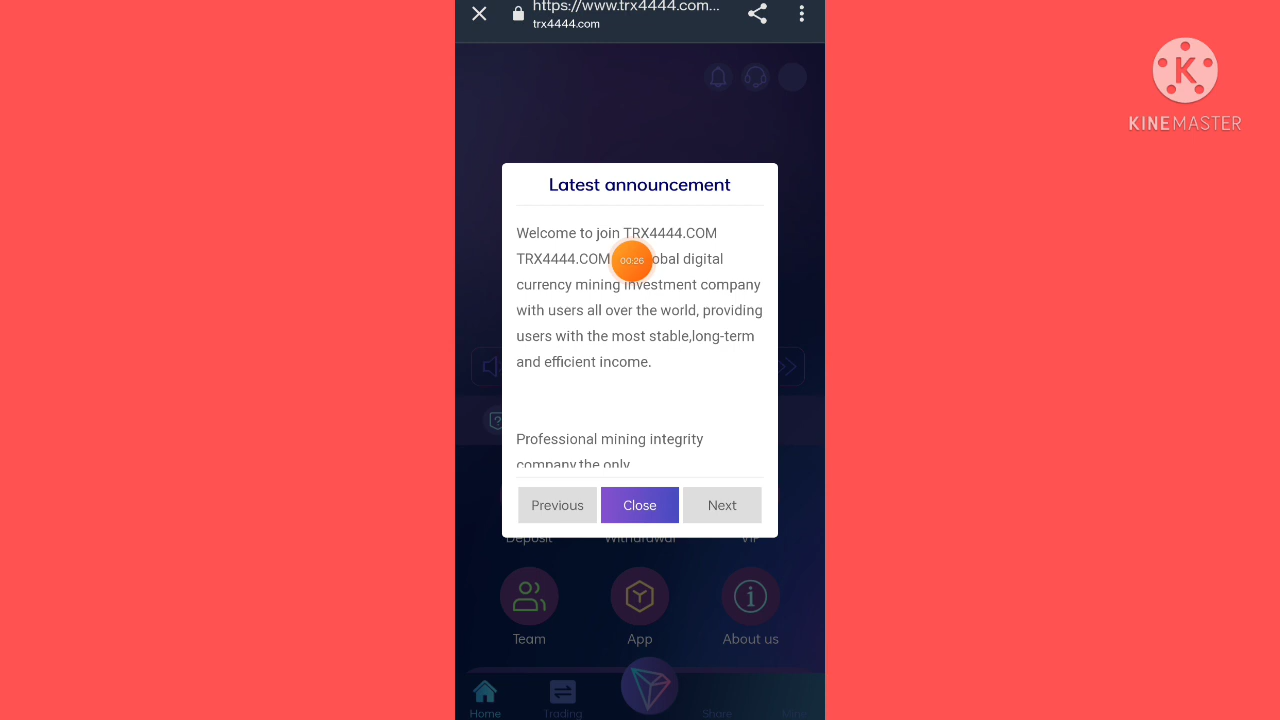 https://www.trx4444.com...
trx4444.com
KINEMASTER
Latest announcement
Welcome to join TRX4444.COM
TRX4444.COM obal digital
00:26
currency mining investment company
with users all over the world, providing
users with the most stable,long-term
and efficient income.
Professional mining integrity
company,the only
Previous Close Next
Deposit Withdrawal VIP
Team App About us
Home Trading Share Mine